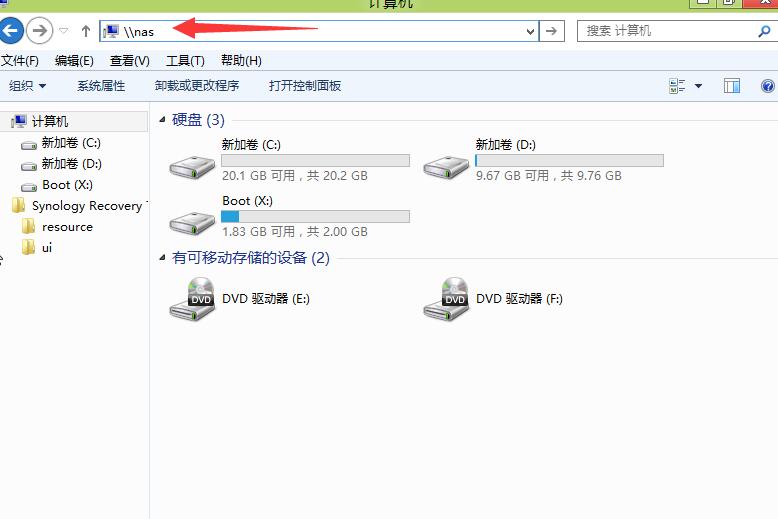 计算机
\\nas
搜索 计算机
文件(F) 编辑(E) 查看(V) 工具(T) 帮助(H)
组织 系统属性 卸载或更改程序 打开控制面板
计算机
新加卷 (C:)
新加卷 (D:)
Boot (X:)
Synology Recovery
resource
ui
硬盘 (3)
新加卷 (C:)
20.1 GB 可用，共 20.2 GB
新加卷 (D:)
9.67 GB 可用，共 9.76 GB
Boot (X:)
1.83 GB 可用，共 2.00 GB
有可移动存储的设备 (2)
DVD
DVD 驱动器 (E:)
DVD
DVD 驱动器 (F:)